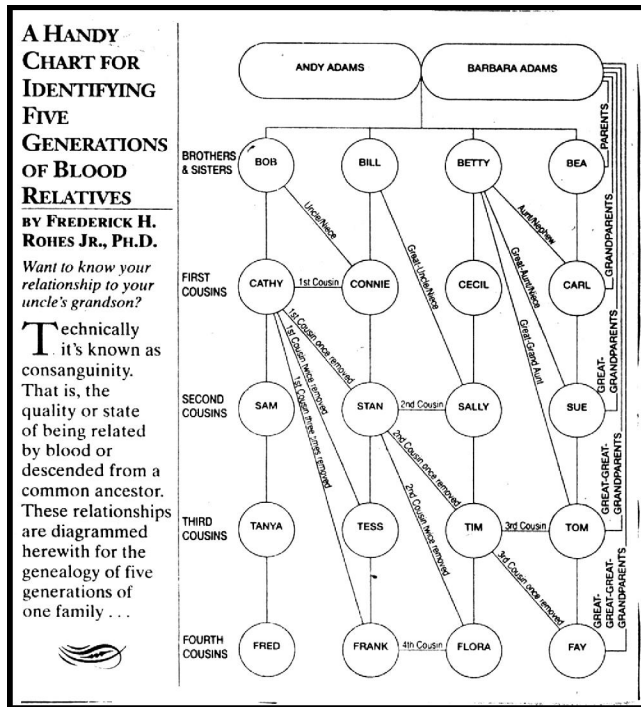 A HANDY
CHART FOR
IDENTIFYING
FIVE
GENERATIONS
OF BLOOD
RELATIVES
BY FREDERICK H.
ROHES JR., PH.D.
Want to know your
relationship to your
uncle's grandson?
Technically
it's known as
consanguinity.
That is, the
quality or state
of being related
by blood or
descended from a
common ancestor.
These relationships
are diagrammed
herewith for the
genealogy of five
generations of
one family . . .
ANDY ADAMS
BARBARA ADAMS
PARENTS
BROTHERS
& SISTERS
BOB
BILL
BETTY
BEA
Uncle/Niece
Great-Uncle/Niece
Aunt/Nephew
Great-Aunt/Niece
Great-Grand Aunt
GRANDPARENTS
FIRST
COUSINS
CATHY
1st Cousin
CONNIE
CECIL
CARL
1st Cousin once removed
1st Cousin twice removed
1st Cousin three times removed
GREAT-
GRANDPARENTS
SECOND
COUSINS
SAM
STAN
2nd Cousin
SALLY
SUE
2nd Cousin once removed
2nd Cousin twice removed
GREAT-GREAT-
GRANDPARENTS
THIRD
COUSINS
TANYA
TESS
TIM
3rd Cousin
TOM
3rd Cousin once removed
GREAT-
GREAT-GREAT-
GRANDPARENTS
FOURTH
COUSINS
FRED
FRANK
4th Cousin
FLORA
FAY